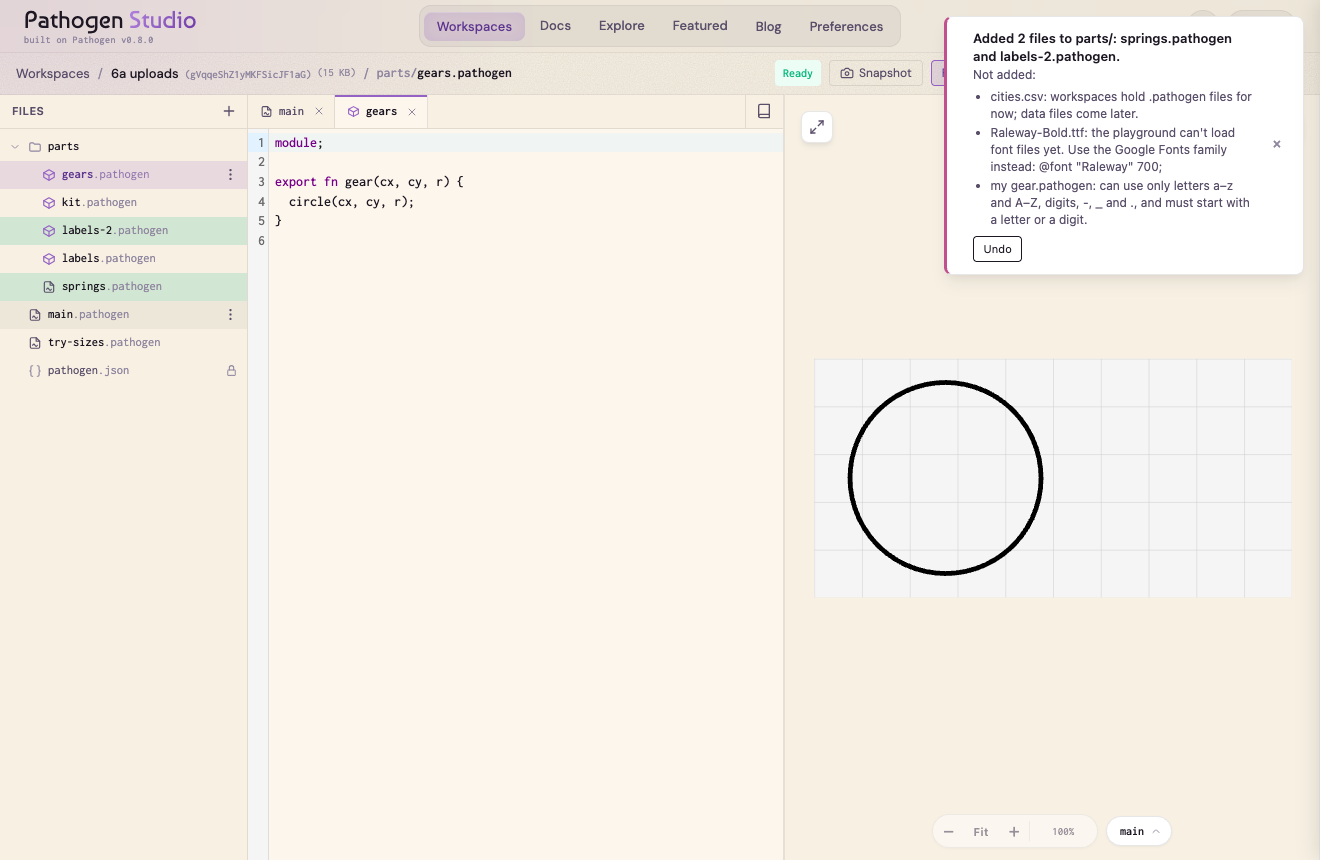 Pathogen Studio
built on Pathogen v0.8.0
Workspaces
Docs
Explore
Featured
Blog
Preferences
Workspaces / 6a uploads (gVqqeShZ1yMKFSicJF1aG) (15 KB) / parts/gears.pathogen
Ready
Snapshot
Added 2 files to parts/: springs.pathogen
and labels-2.pathogen.
Not added:
• cities.csv: workspaces hold .pathogen files for
now; data files come later.
• Raleway-Bold.ttf: the playground can't load
font files yet. Use the Google Fonts family
instead: @font "Raleway" 700;
• my gear.pathogen: can use only letters a–z
and A–Z, digits, -, _ and ., and must start with
a letter or a digit.
Undo
×
FILES
+
parts
gears.pathogen
kit.pathogen
labels-2.pathogen
labels.pathogen
springs.pathogen
main.pathogen
try-sizes.pathogen
{} pathogen.json
main ×
gears ×
1 module;
2
3 export fn gear(cx, cy, r) {
4 circle(cx, cy, r);
5 }
6
− Fit + 100%
main